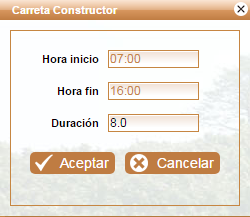 Carreta Constructor
Hora inicio 07:00
Hora fin 16:00
Duración 8.0
Aceptar Cancelar